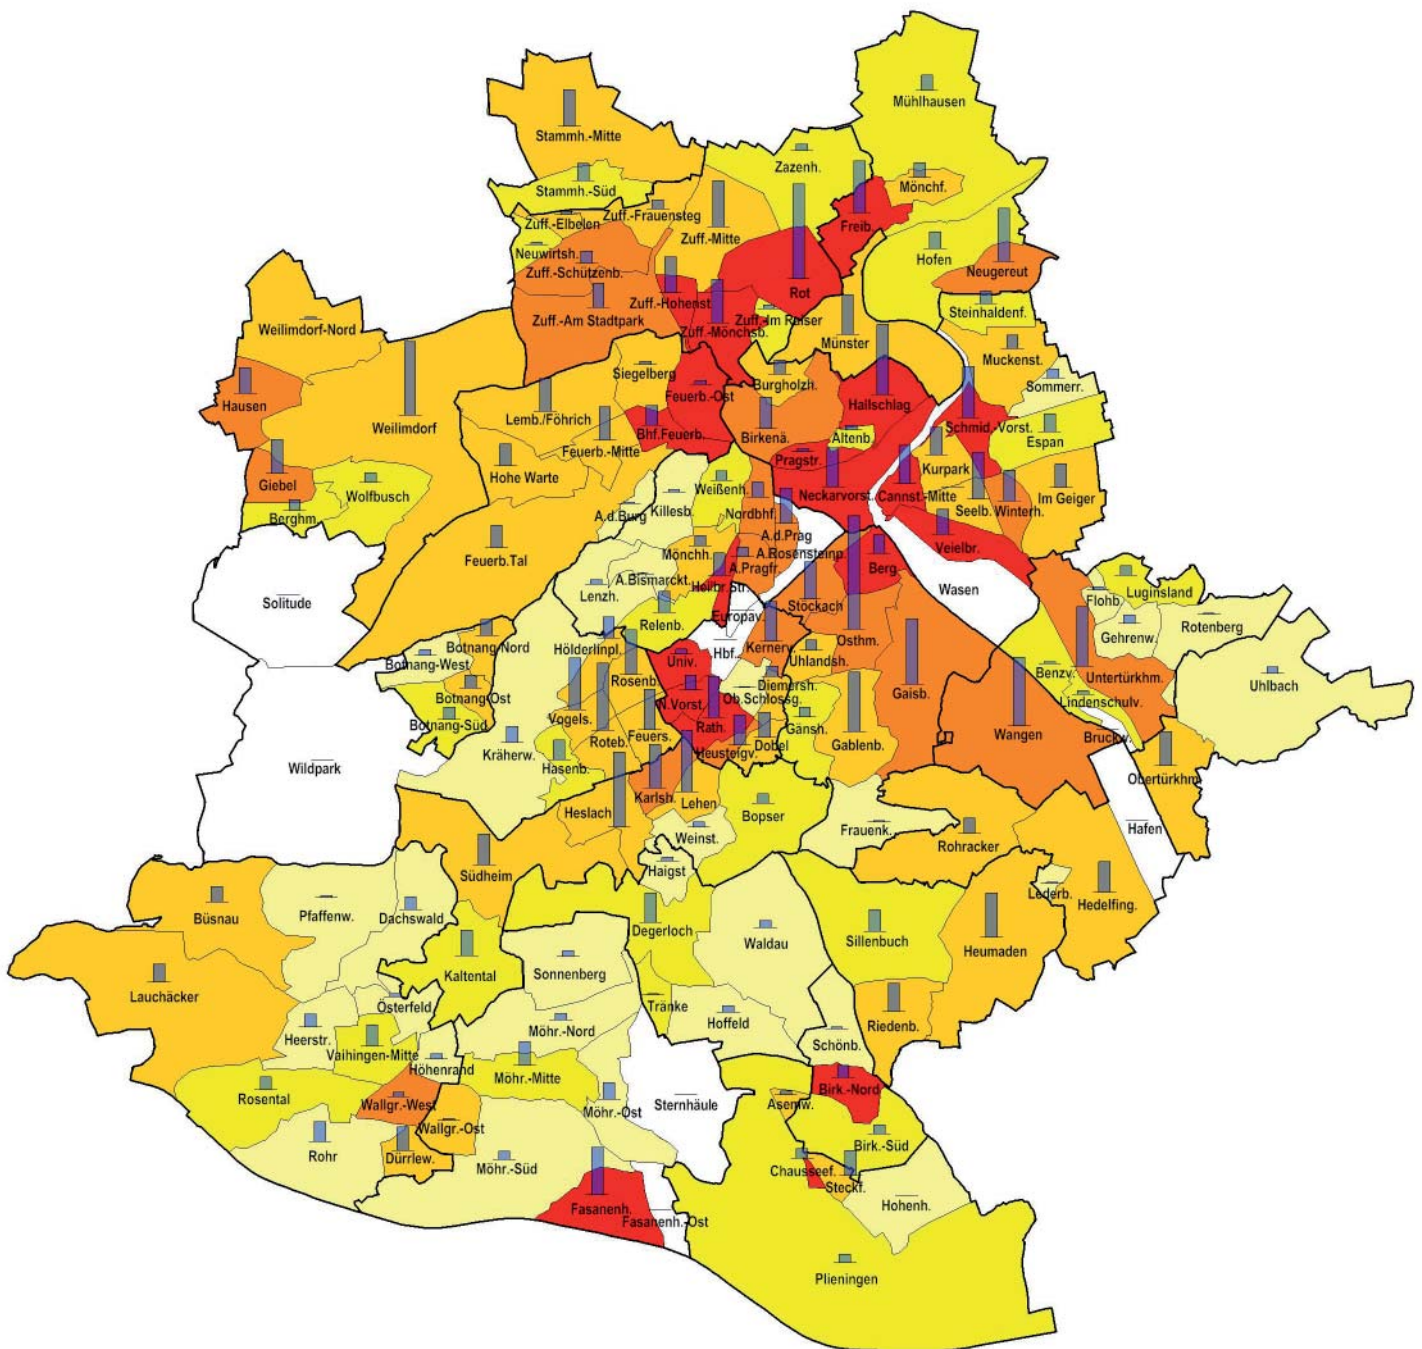 Mühlhausen
Stammh.-Mitte
Zazenh.
Stammh.-Süd
Mönchf.
Zuff.-Frauensteg
Zuff.-Elbelen
Freib.
Zuff.-Mitte
Neuwirtsh.
Hofen
Zuff.-Schützenb.
Neugereut
Rot
Zuff.-Hohenst.
Steinhaldenf.
Zuff.-Am Stadtpark
Zuff.-Im Raiser
Weilimdorf-Nord
Zuff.-Mönchsb.
Münster
Muckenst.
Siegelberg
Burgholzh.
Sommerr.
Feuerb.-Ost
Hausen
Hallschlag
Lemb./Föhrich
Weilimdorf
Schmid.-Vorst.
Bhf.Feuerb.
Birkenä.
Altenb.
Espan
Feuerb.-Mitte
Kurpark
Pragstr.
Hohe Warte
Giebel
Wolfbusch
Weißenh.
Neckarvorst.
Cannst.-Mitte
Im Geiger
Killesb.
Seelb.
Winterh.
Nordbhf.
Berghm.
A.d.Burg
A.d.Prag
Veielbr.
Feuerb.Tal
Mönchh.
A.Rosensteinp.
A.Pragfr.
Berg
A.Bismarckt.
Heilbr.Str.
Lenzh.
Wasen
Luginsland
Flohb.
Solitude
Stöckach
Europav.
Relenb.
Rotenberg
Gehrenw.
Osthm.
Botnang-Nord
Hölderlinpl.
Kernerv.
Hbf.
Botnang-West
Univ.
Uhlandsh.
Benzv.
Untertürkhm.
Uhlbach
Rosenb.
Diemersh.
Gaisb.
Botnang-Ost
Ob.Schlossg.
Lindenschulv.
N.Vorst.
Vogels.
Botnang-Süd
Gänsh.
Rath.
Wangen
Bruckw.
Feuers.
Roteb.
Dobel
Gablenb.
Kräherw.
Heusteigv.
Hasenb.
Wildpark
Obertürkhm.
Karlsh.
Lehen
Heslach
Bopser
Hafen
Frauenk.
Weinst.
Rohracker
Haigst
Südheim
Lederb.
Hedelfing.
Büsnau
Pfaffenw.
Dachswald
Degerloch
Sillenbuch
Heumaden
Waldau
Kaltental
Sonnenberg
Lauchäcker
Österfeld
Tränke
Hoffeld
Riedenb.
Möhr.-Nord
Heerstr.
Schönb.
Vaihingen-Mitte
Höhenrand
Möhr.-Mitte
Birk.-Nord
Rosental
Wallgr.-West
Asemw.
Sternhäule
Möhr.-Ost
Wallgr.-Ost
Birk.-Süd
Rohr
Dürrlew.
Möhr.-Süd
Chausseef.
Steckf.
Hohenh.
Fasanenh.
Fasanenh.-Ost
Plieningen